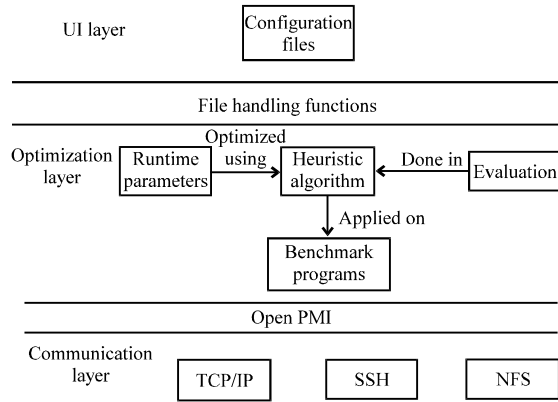 UI layer
Configuration
files
File handling functions
Optimization
layer
Runtime
parameters
Optimized
using
Heuristic
algorithm
Done in
Evaluation
Applied on
Benchmark
programs
Open PMI
Communication
layer
TCP/IP
SSH
NFS